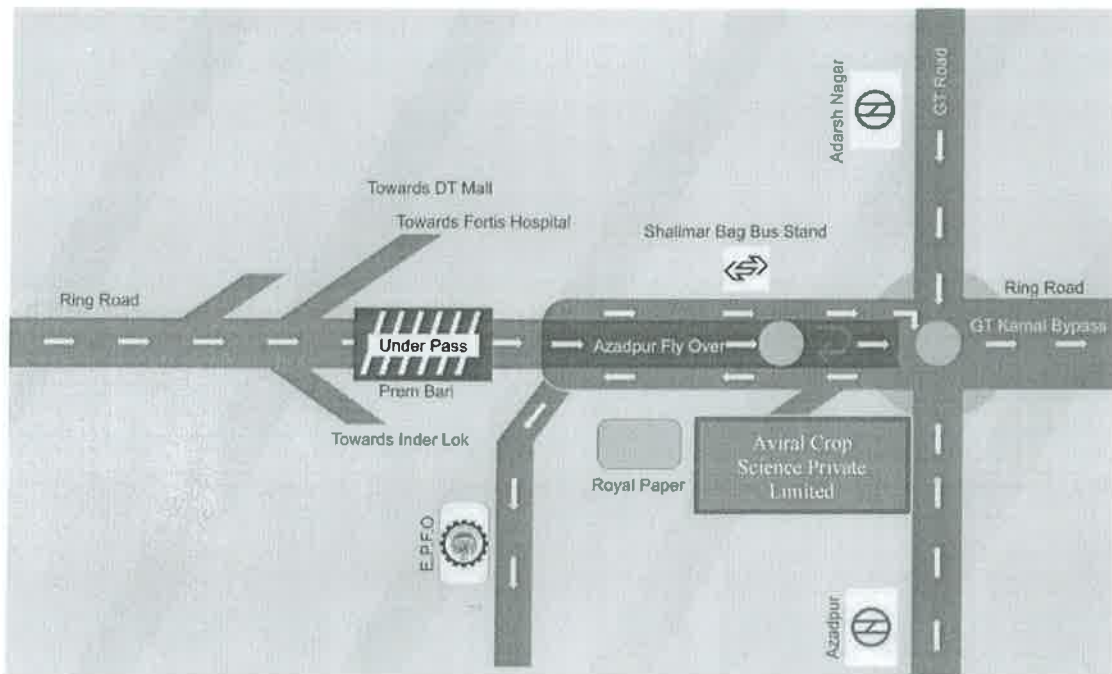 GT Road
Adarsh Nagar
Towards DT Mall
Towards Fortis Hospital
Shalimar Bag Bus Stand
Ring Road
Ring Road
GT Karnal Bypass
Under Pass
Azadpur Fly Over
Prem Bari
Towards Inder Lok
Aviral Crop
Science Private
Limited
Royal Paper
E.P.F.O
Azadpur